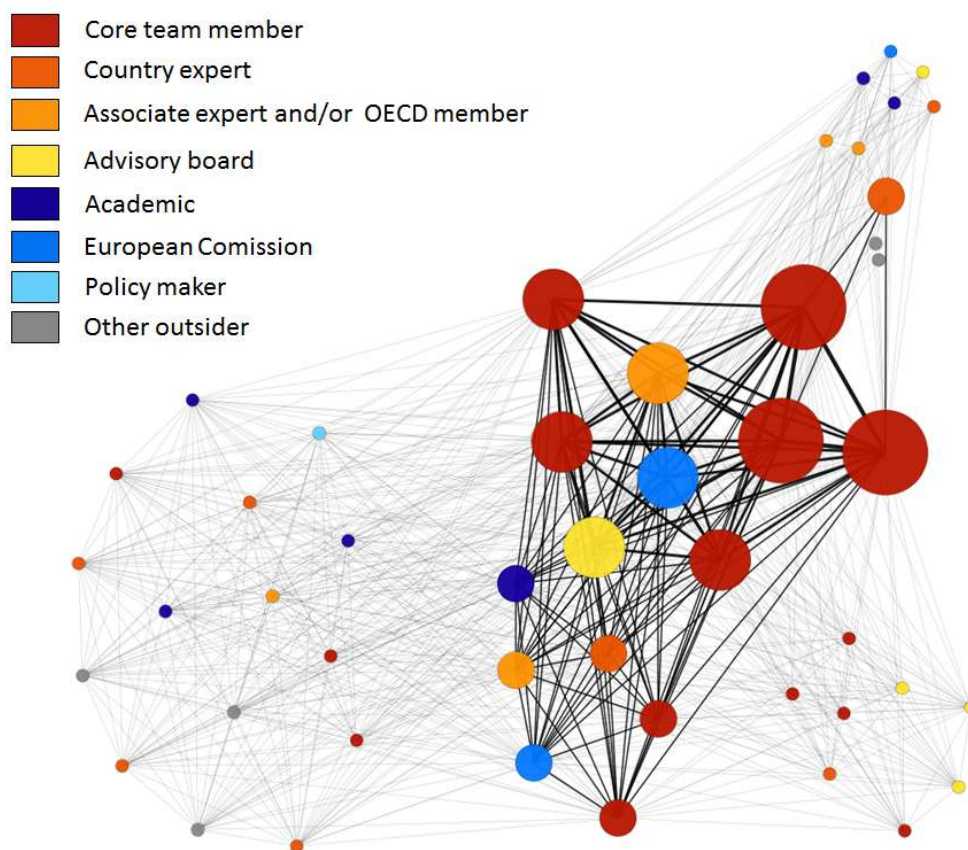 Core team member
Country expert
Associate expert and/or OECD member
Advisory board
Academic
European Comission
Policy maker
Other outsider